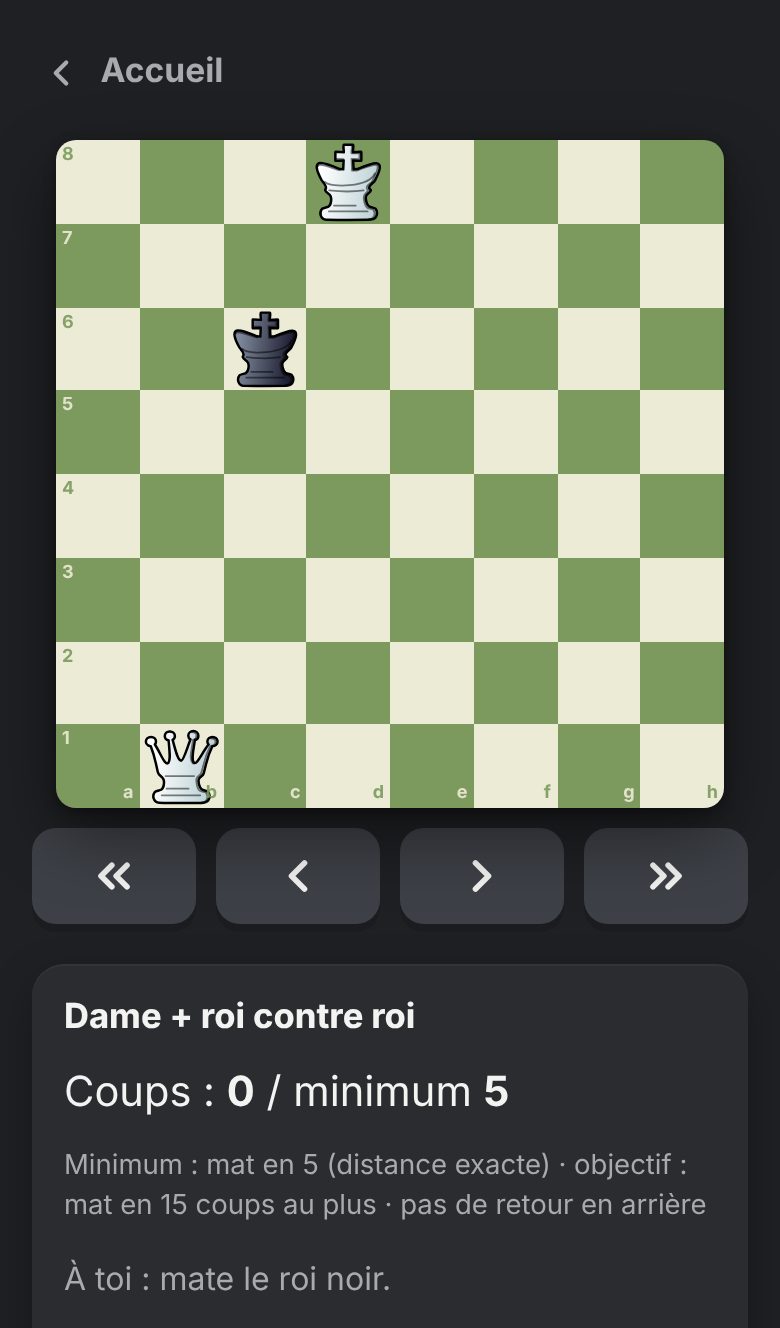 Accueil
8
7
6
5
4
3
2
1
a b c d e f g h
Dame + roi contre roi
Coups : 0 / minimum 5
Minimum : mat en 5 (distance exacte) · objectif :
mat en 15 coups au plus · pas de retour en arrière
À toi : mate le roi noir.